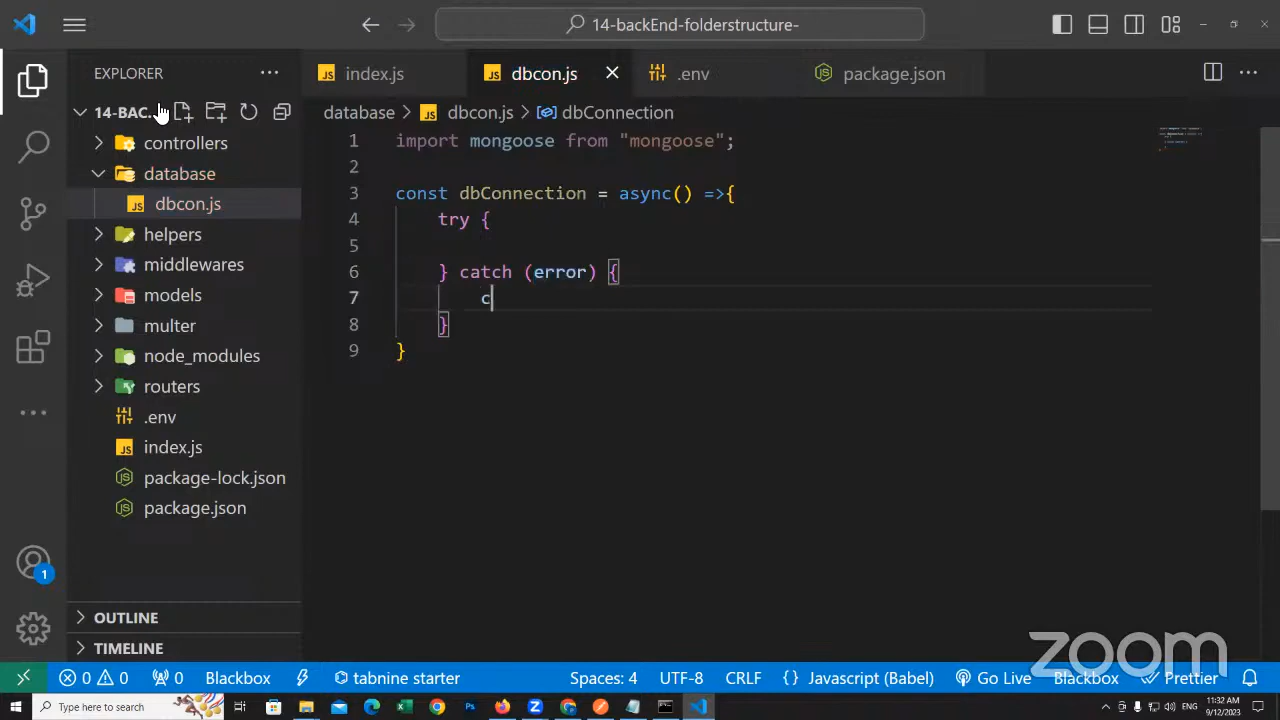 14-backEnd-folderstructure-
EXPLORER
14-BAC...
controllers
database
dbcon.js
helpers
middlewares
models
multer
node_modules
routers
.env
index.js
package-lock.json
package.json
OUTLINE
TIMELINE
JS index.js
JS dbcon.js
.env
package.json
database > JS dbcon.js > dbConnection
1 import mongoose from "mongoose";
2
3 const dbConnection = async() =>{
4 try {
5
6 } catch (error) {
7 c
8 }
9 }
1
zoom
0 0 0 Blackbox tabnine starter Spaces: 4 UTF-8 CRLF {} Javascript (Babel) Go Live Blackbox Prettier
Type here to search
11:32 AM
9/12/2023